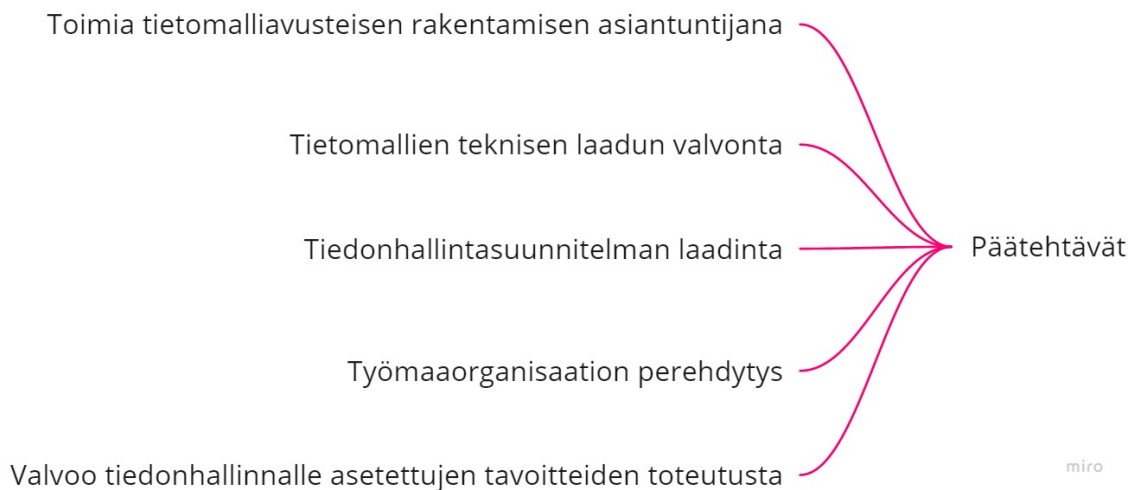 Toimia tietomalliavusteisen rakentamisen asiantuntijana
Tietomallien teknisen laadun valvonta
Tiedonhallintasuunnitelman laadinta
Päätehtävät
Työmaaorganisaation perehdytys
Valvoo tiedonhallinnalle asetettujen tavoitteiden toteutusta
miro